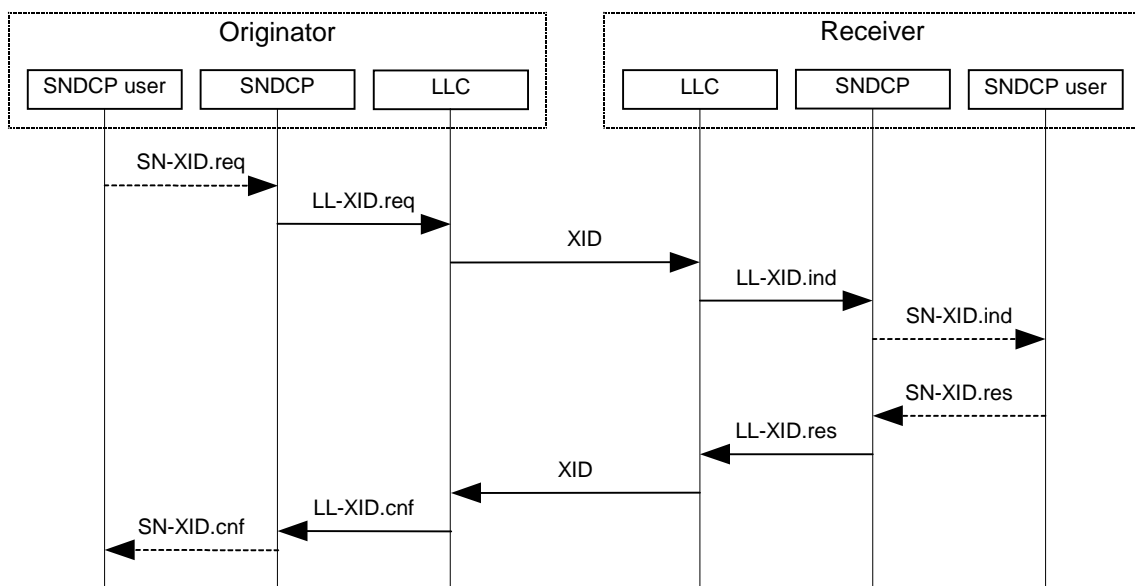 Originator
Receiver
SNDCP user
SNDCP
LLC
LLC
SNDCP
SNDCP user
SN-XID.req
LL-XID.req
XID
LL-XID.ind
SN-XID.ind
SN-XID.res
LL-XID.res
XID
LL-XID.cnf
SN-XID.cnf